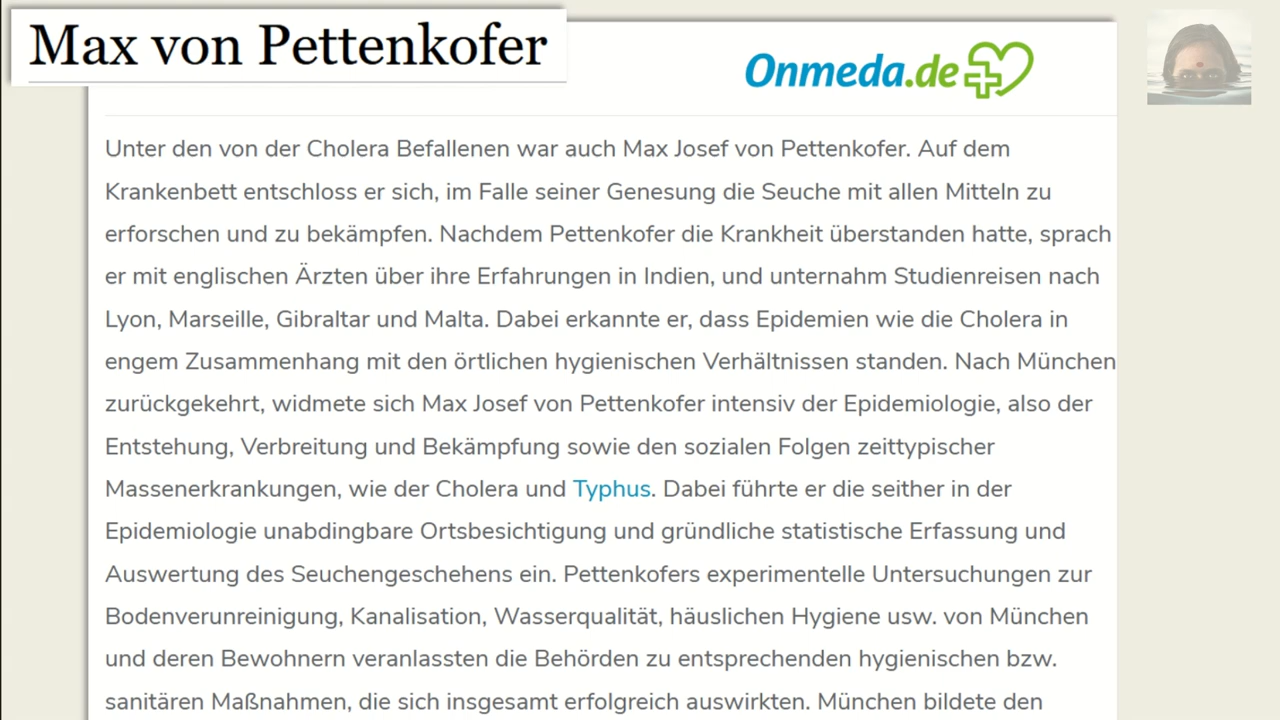 Max von Pettenkofer
Onmeda.de
Unter den von der Cholera Befallenen war auch Max Josef von Pettenkofer. Auf dem
Krankenbett entschloss er sich, im Falle seiner Genesung die Seuche mit allen Mitteln zu
erforschen und zu bekämpfen. Nachdem Pettenkofer die Krankheit überstanden hatte, sprach
er mit englischen Ärzten über ihre Erfahrungen in Indien, und unternahm Studienreisen nach
Lyon, Marseille, Gibraltar und Malta. Dabei erkannte er, dass Epidemien wie die Cholera in
engem Zusammenhang mit den örtlichen hygienischen Verhältnissen standen. Nach München
zurückgekehrt, widmete sich Max Josef von Pettenkofer intensiv der Epidemiologie, also der
Entstehung, Verbreitung und Bekämpfung sowie den sozialen Folgen zeittypischer
Massenerkrankungen, wie der Cholera und Typhus. Dabei führte er die seither in der
Epidemiologie unabdingbare Ortsbesichtigung und gründliche statistische Erfassung und
Auswertung des Seuchengeschehens ein. Pettenkofers experimentelle Untersuchungen zur
Bodenverunreinigung, Kanalisation, Wasserqualität, häuslichen Hygiene usw. von München
und deren Bewohnern veranlassten die Behörden zu entsprechenden hygienischen bzw.
sanitären Maßnahmen, die sich insgesamt erfolgreich auswirkten. München bildete den